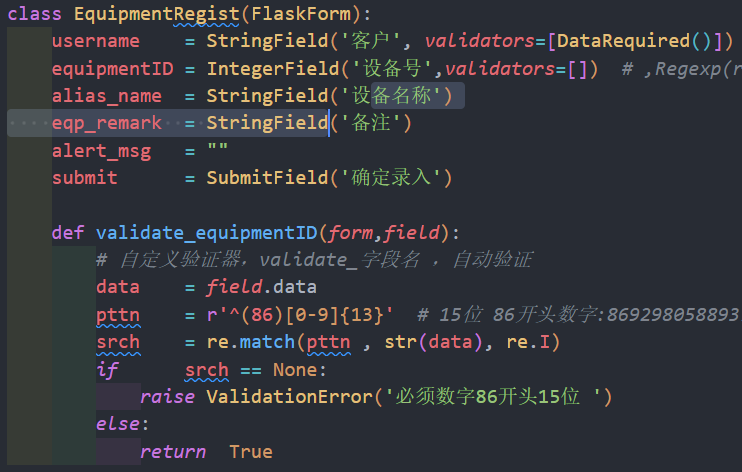 class EquipmentRegist(FlaskForm):
username = StringField('客户', validators=[DataRequired()])
equipmentID = IntegerField('设备号',validators=[]) # ,Regexp(r
alias_name = StringField('设备名称')
eqp_remark = StringField('备注')
alert_msg = ""
submit = SubmitField('确定录入')
def validate_equipmentID(form,field):
# 自定义验证器，validate_字段名 ，自动验证
data = field.data
pttn = r'^(86)[0-9]{13}' # 15位 86开头数字:869298058893
srch = re.match(pttn , str(data), re.I)
if srch == None:
raise ValidationError('必须数字86开头15位 ')
else:
return True